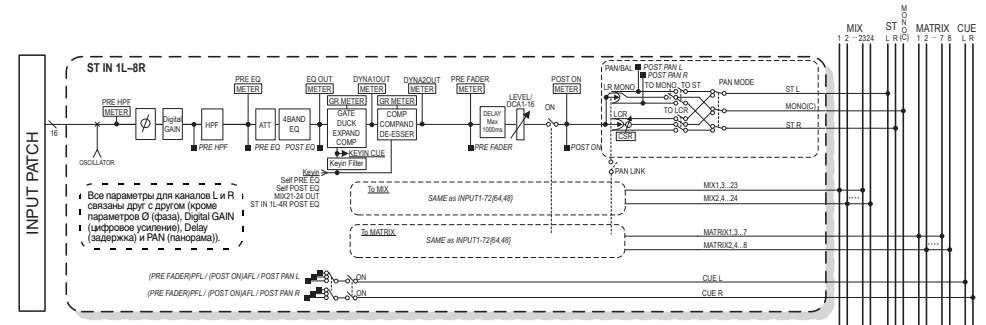 MIX
ST
MONO
(C)
MATRIX
CUE
1 2 ··· 2324
L R
1 2 ··· 7 8
L R
INPUT PATCH
16
ST IN 1L–8R
OSCILLATOR
PRE HPF
METER
Ø
Digital
GAIN
HPF
PRE HPF
PRE EQ
METER
ATT
4BAND
EQ
PRE EQ
POST EQ
EQ OUT
METER
DYNA1OUT
METER
DYNA2OUT
METER
GR METER
GATE
DUCK
EXPAND
COMP
GR METER
COMP
COMPAND
DE-ESSER
KEYIN CUE
Keyin Filter
Keyin
Self PRE EQ
Self POST EQ
MIX21-24 OUT
ST IN 1L-4R POST EQ
PRE FADER
METER
DELAY
Max
1000ms
PRE FADER
LEVEL/
DCA1-16
ON
POST ON
METER
POST ON
PAN/BAL
POST PAN L
POST PAN R
LR MONO
TO MONO
TO ST
PAN MODE
TO LCR
LCR
CSR
PAN LINK
ST L
MONO(C)
ST R
Все параметры для каналов L и R
связаны друг с другом (кроме
параметров Ø (фаза), Digital GAIN
(цифровое усиление), Delay
(задержка) и PAN (панорама)).
To MIX
SAME as INPUT1-72{64,48}
MIX1,3...23
MIX2,4...24
To MATRIX
SAME as INPUT1-72{64,48}
MATRIX1,3...7
MATRIX2,4...8
(PRE FADER)PFL / (POST ON)AFL / POST PAN L
ON
CUE L
(PRE FADER)PFL / (POST ON)AFL / POST PAN R
ON
CUE R